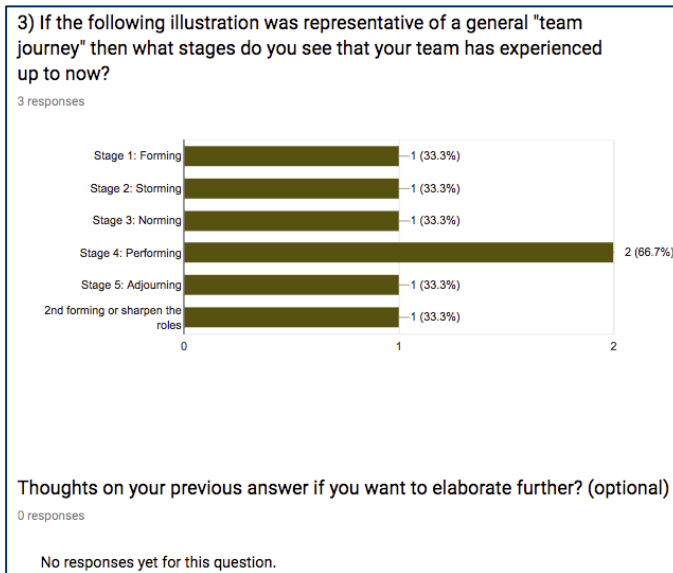 3) If the following illustration was representative of a general "team
journey" then what stages do you see that your team has experienced
up to now?
3 responses
Stage 1: Forming
1 (33.3%)
Stage 2: Storming
1 (33.3%)
Stage 3: Norming
1 (33.3%)
Stage 4: Performing
2 (66.7%)
Stage 5: Adjourning
1 (33.3%)
2nd forming or sharpen the
roles
1 (33.3%)
0
1
2
Thoughts on your previous answer if you want to elaborate further? (optional)
0 responses
No responses yet for this question.